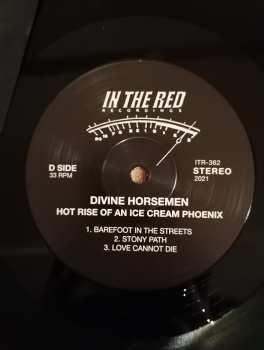 IN THE RED
RECORDINGS
D SIDE
33 RPM
ITR-362
STEREO
2021
DIVINE HORSEMEN
HOT RISE OF AN ICE CREAM PHOENIX
1. BAREFOOT IN THE STREETS
2. STONY PATH
3. LOVE CANNOT DIE